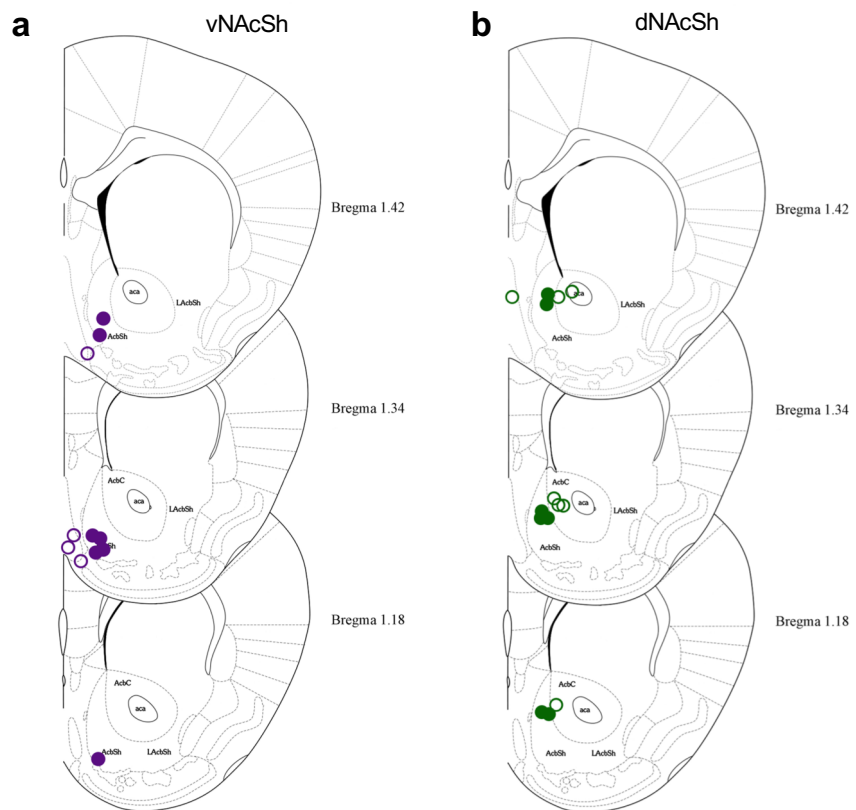 a
vNAcSh
Bregma 1.42
aca
LAcbSh
AcbSh
Bregma 1.34
AcbC
aca
LAcbSh
Sh
Bregma 1.18
AcbC
aca
AcbSh
LAcbSh
b
dNAcSh
Bregma 1.42
aca
LAcbSh
AcbSh
Bregma 1.34
AcbC
aca
LAcbSh
AcbSh
Bregma 1.18
AcbC
aca
AcbSh
LAcbSh